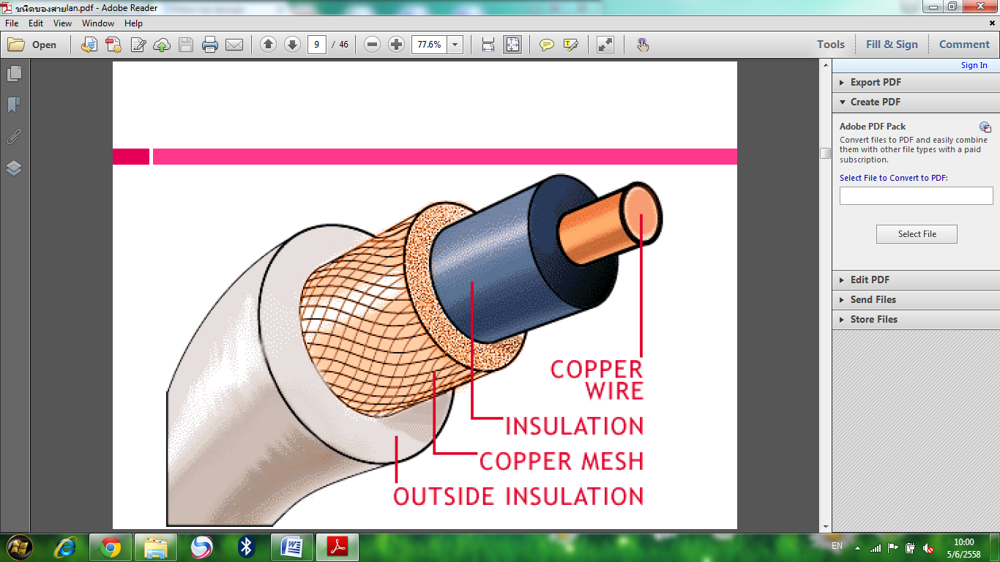 ชนิดของสายlan.pdf - Adobe Reader
File Edit View Window Help
Open 9 / 46 77.6% Tools Fill & Sign Comment
Sign In
Export PDF
Create PDF
Adobe PDF Pack
Convert files to PDF and easily combine
them with other file types with a paid
subscription.
Select File to Convert to PDF:
Select File
Edit PDF
Send Files
Store Files
COPPER
WIRE
INSULATION
COPPER MESH
OUTSIDE INSULATION
EN
10:00
5/6/2558